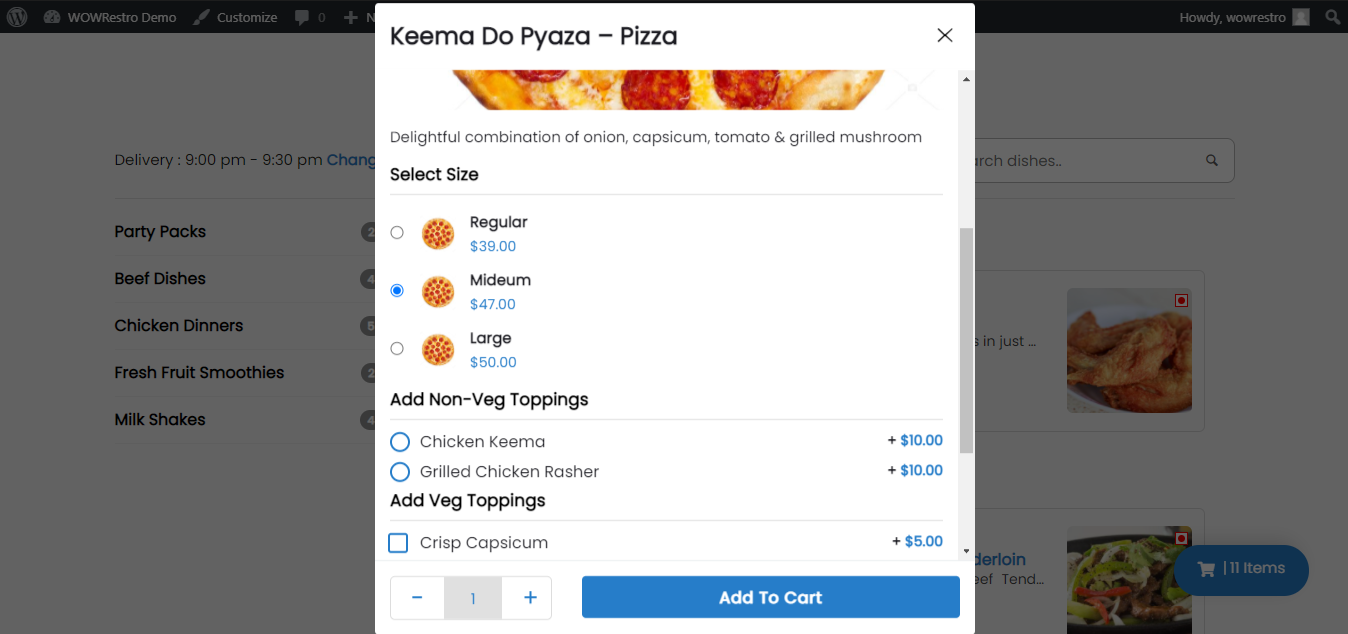 WOWRestro Demo Customize 0 N
Howdy, wowrestro
Keema Do Pyaza – Pizza
Delightful combination of onion, capsicum, tomato & grilled mushroom
Select Size
Regular
$39.00
Mideum
$47.00
Large
$50.00
Add Non-Veg Toppings
Chicken Keema + $10.00
Grilled Chicken Rasher + $10.00
Add Veg Toppings
Crisp Capsicum + $5.00
− 1 + Add To Cart
Delivery : 9:00 pm - 9:30 pm Chang
Party Packs 2
Beef Dishes 4
Chicken Dinners 5
Fresh Fruit Smoothies 2
Milk Shakes 4
rch dishes..
s in just ...
derloin
eef Tend...
| 11 Items